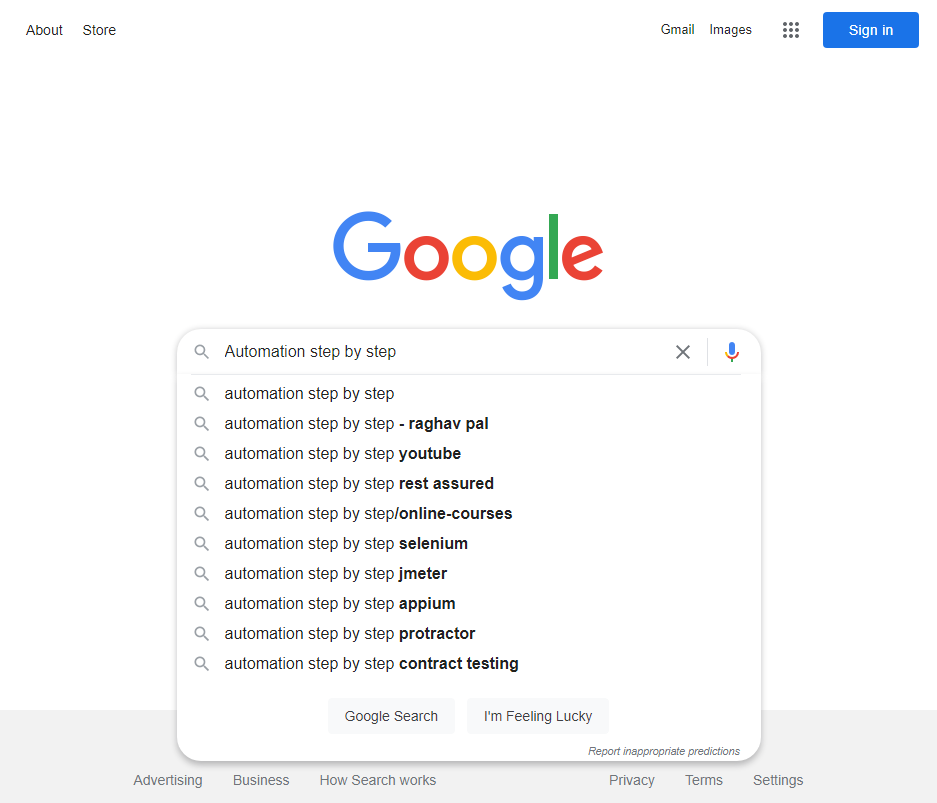 About Store Gmail Images Sign in
Google
Automation step by step
automation step by step
automation step by step - raghav pal
automation step by step youtube
automation step by step rest assured
automation step by step/online-courses
automation step by step selenium
automation step by step jmeter
automation step by step appium
automation step by step protractor
automation step by step contract testing
Google Search I'm Feeling Lucky
Report inappropriate predictions
Advertising Business How Search works Privacy Terms Settings